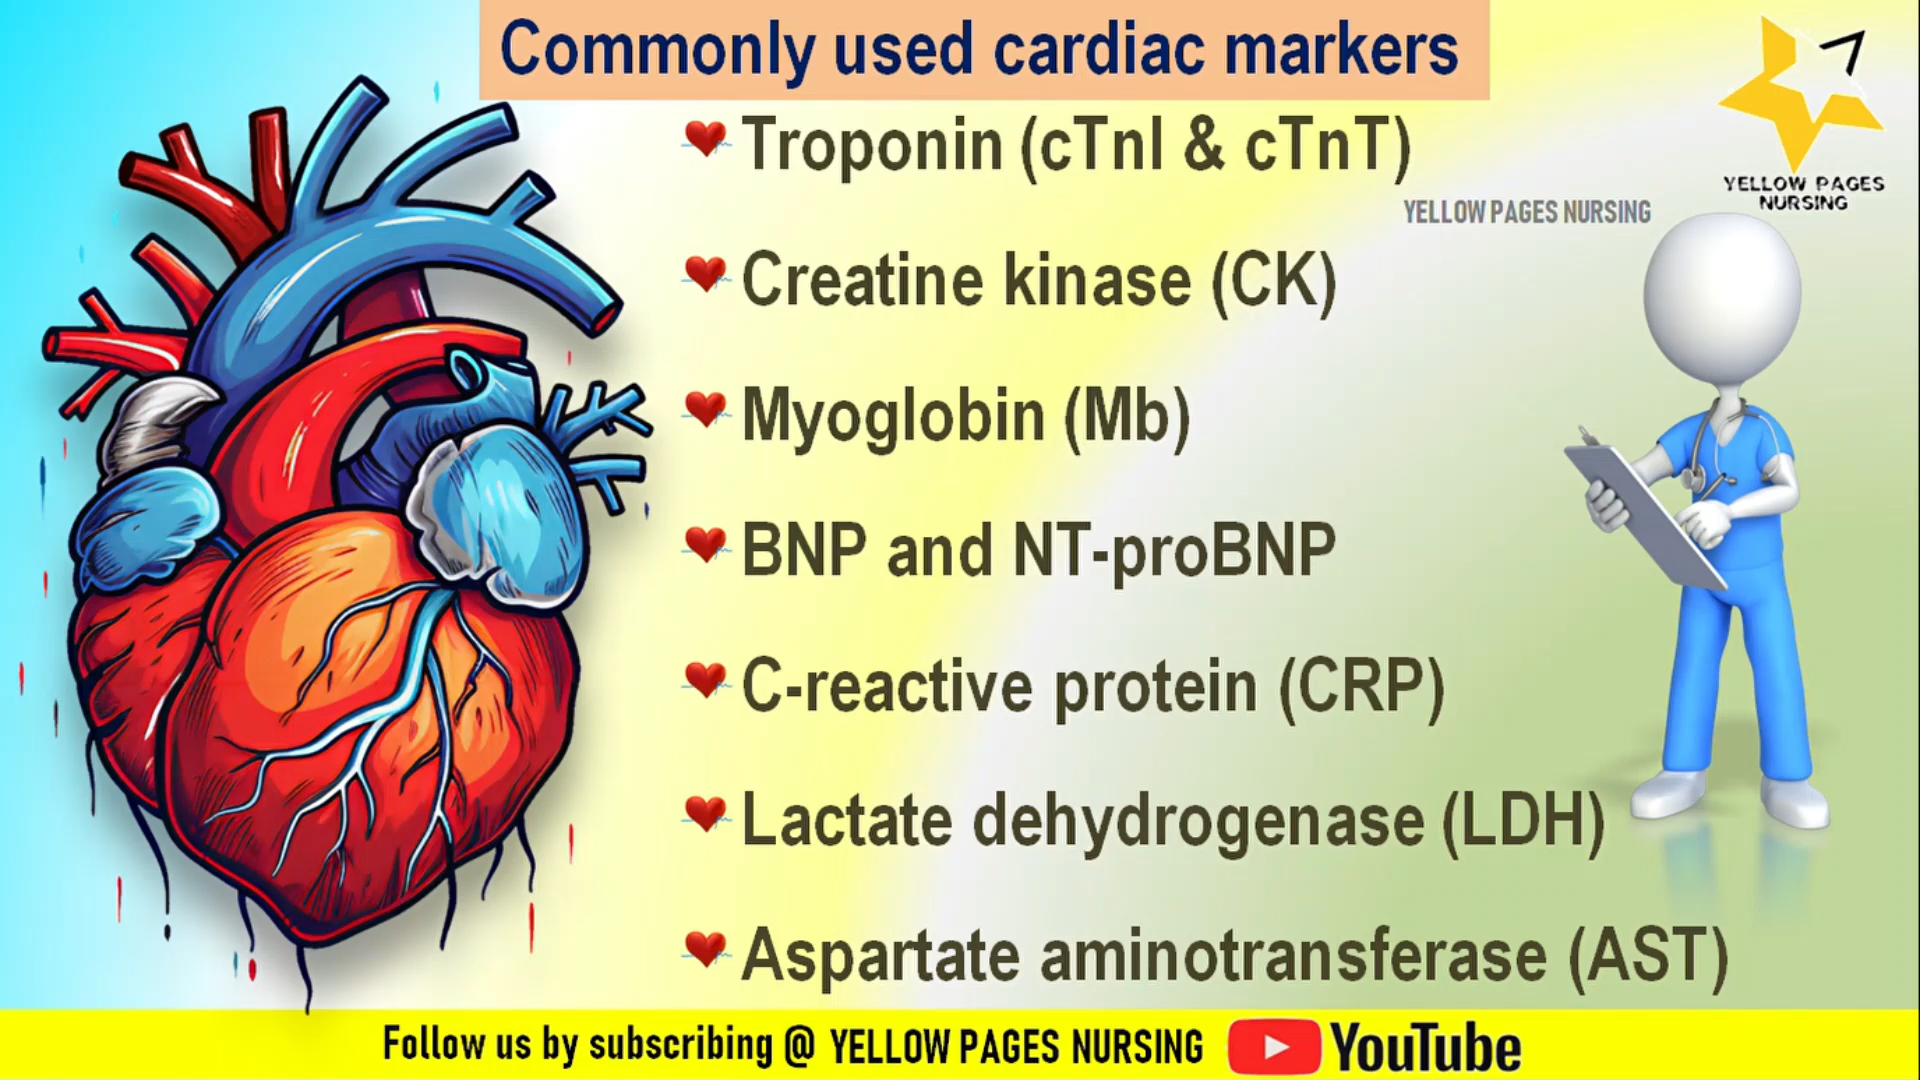 Commonly used cardiac markers
Troponin (cTnI & cTnT)
YELLOW PAGES
NURSING
YELLOW PAGES NURSING
Creatine kinase (CK)
Myoglobin (Mb)
BNP and NT-proBNP
C-reactive protein (CRP)
Lactate dehydrogenase (LDH)
Aspartate aminotransferase (AST)
Follow us by subscribing @ YELLOW PAGES NURSING YouTube